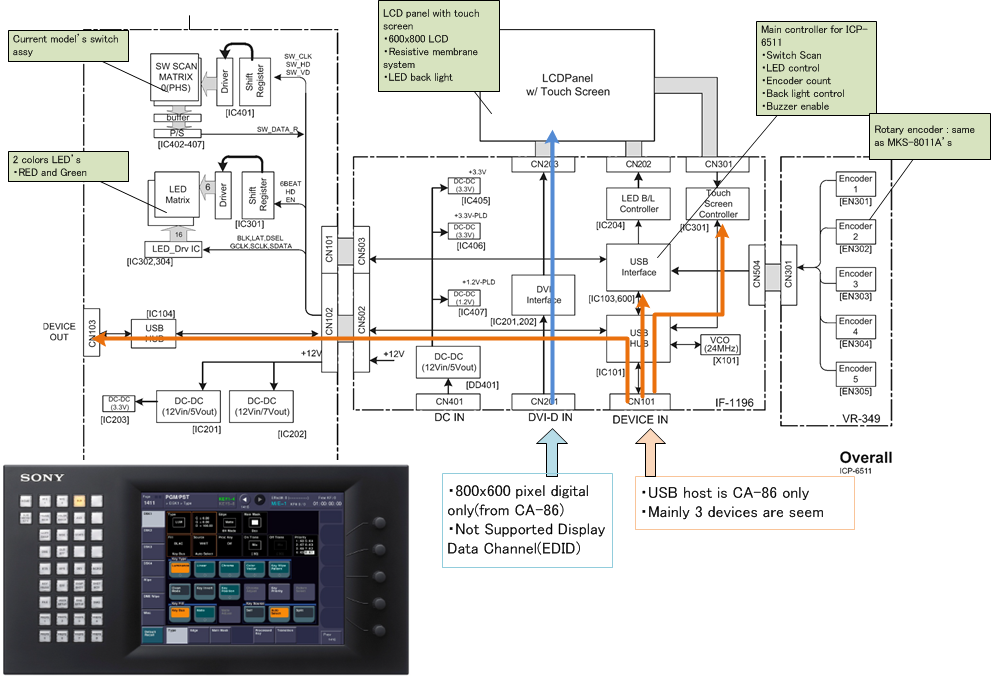 Current model's switch
assy
SW SCAN
MATRIX
0(PHS)
Driver
Shift
Register
SW_CLK
SW_HD
SW_VD
[IC401]
buffer
P/S
SW_DATA_R
[IC402-407]
2 colors LED's
•RED and Green
LED
Matrix
6
Driver
Shift
Register
6BEAT
HD
EN
[IC301]
16
BLK,LAT,DSEL
GCLK,SCLK,SDATA
LED_Drv IC
[IC302,304]
CN101
CN503
CN102
CN502
DEVICE
OUT
CN103
[IC104]
USB
HUB
+12V
+12V
DC-DC
(3.3V)
[IC203]
DC-DC
(12Vin/5Vout)
[IC201]
DC-DC
(12Vin/7Vout)
[IC202]
LCD panel with touch
screen
•600x800 LCD
•Resistive membrane
system
•LED back light
LCDPanel
w/ Touch Screen
Main controller for ICP-
6511
•Switch Scan
•LED control
•Encoder count
•Back light control
•Buzzer enable
Rotary encoder : same
as MKS-8011A's
CN203
CN202
CN301
+3.3V
DC-DC
(3.3V)
[IC405]
+3.3V-PLD
DC-DC
(3.3V)
[IC406]
+1.2V-PLD
DC-DC
(1.2V)
[IC407]
LED B/L
Controller
[IC204]
Touch
Screen
Controller
[IC301]
USB
Interface
[IC103,600]
DVI
Interface
[IC201,202]
USB
HUB
[IC101]
VCO
(24MHz)
[X101]
DC-DC
(12Vin/5Vout)
[DD401]
CN401
CN201
CN101
IF-1196
DC IN
DVI-D IN
DEVICE IN
CN504
CN301
Encoder
1
[EN301]
Encoder
2
[EN302]
Encoder
3
[EN303]
Encoder
4
[EN304]
Encoder
5
[EN305]
VR-349
Overall
ICP-6511
•800x600 pixel digital
only(from CA-86)
•Not Supported Display
Data Channel(EDID)
•USB host is CA-86 only
•Mainly 3 devices are seem
SONY
PGM/PST
1411